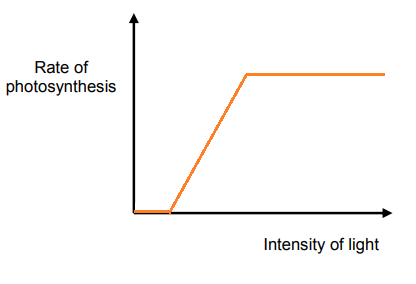 Rate of
photosynthesis
Intensity of light